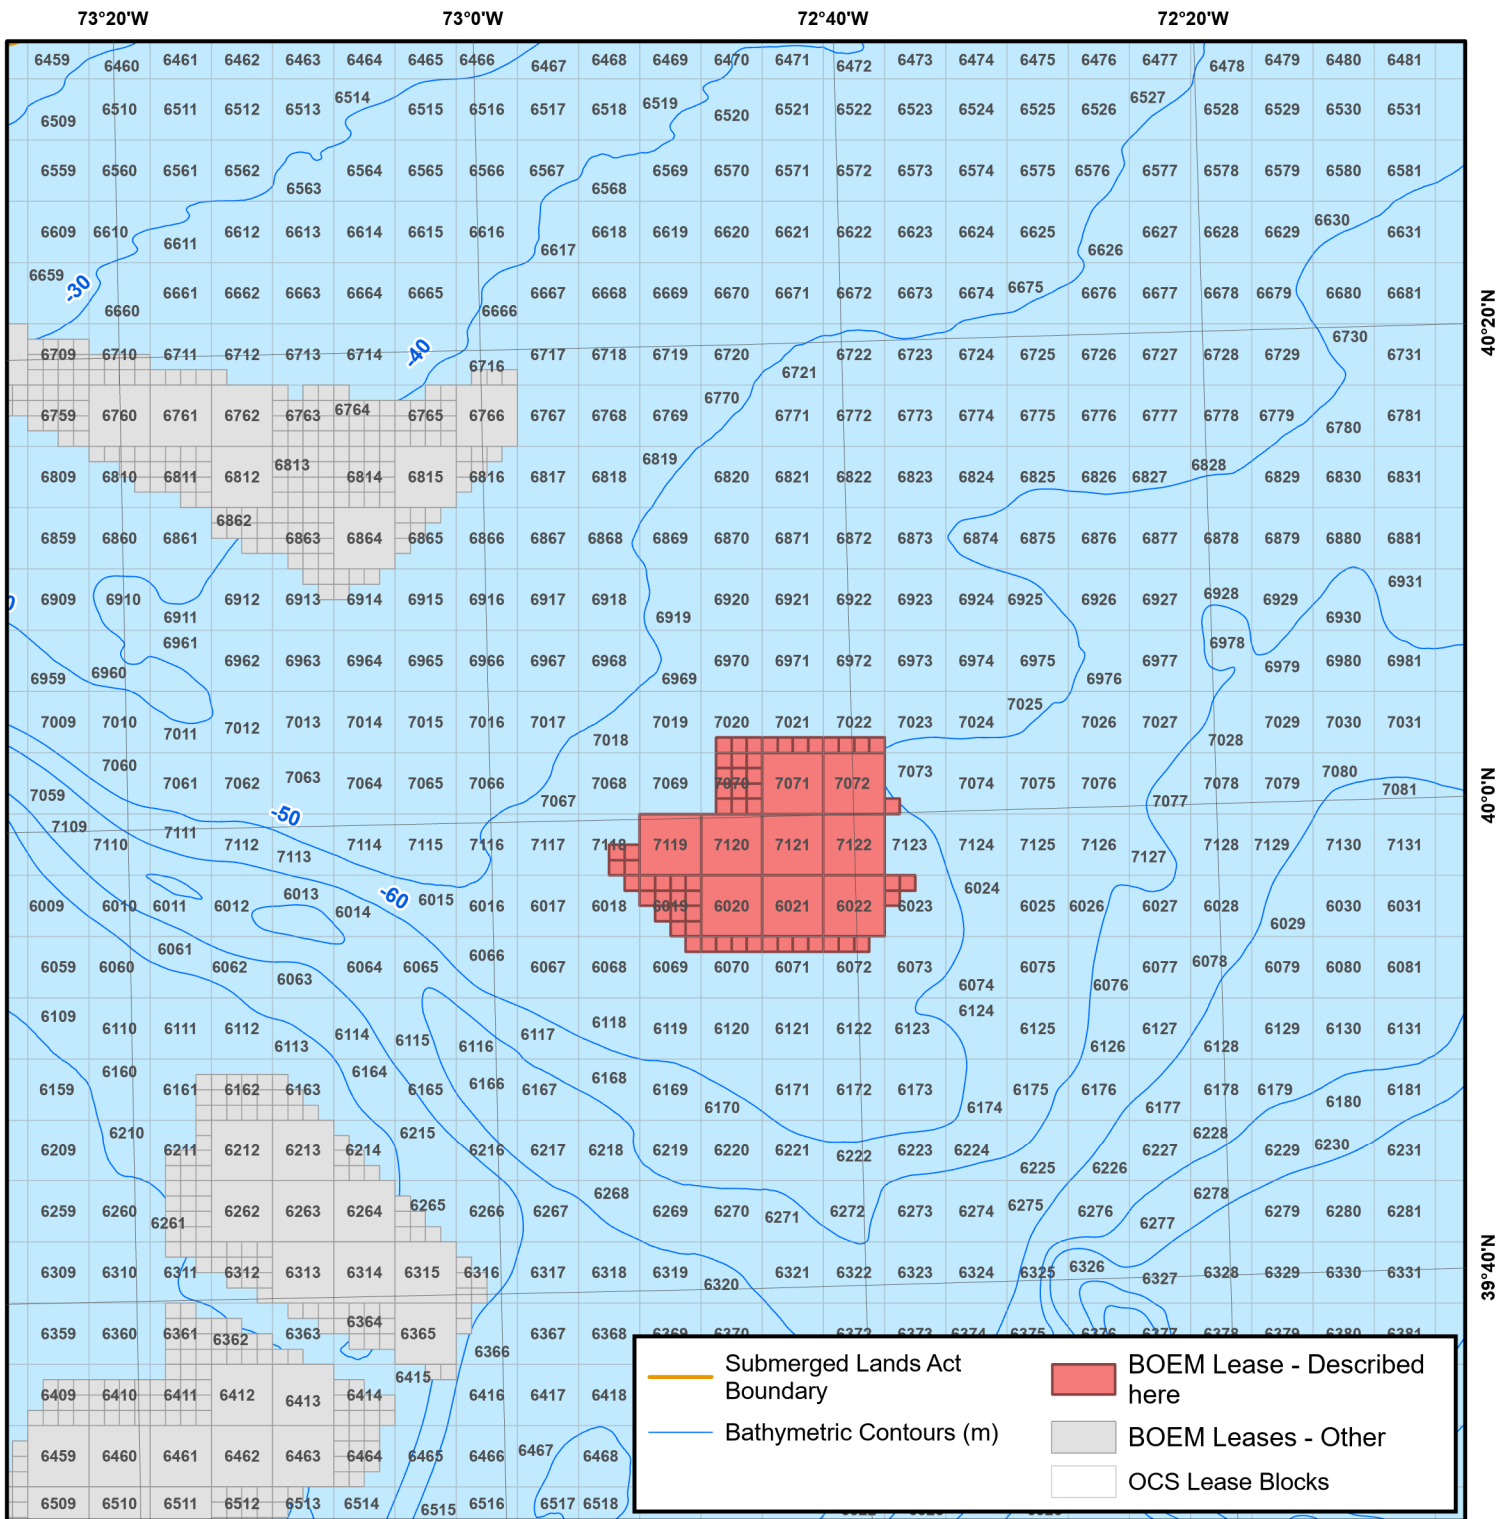 73°20'W 73°0'W 72°40'W 72°20'W
6459 6460 6461 6462 6463 6464 6465 6466 6467 6468 6469 6470 6471 6472 6473 6474 6475 6476 6477 6478 6479 6480 6481
6509 6510 6511 6512 6513 6514 6515 6516 6517 6518 6519 6520 6521 6522 6523 6524 6525 6526 6527 6528 6529 6530 6531
6559 6560 6561 6562 6563 6564 6565 6566 6567 6568 6569 6570 6571 6572 6573 6574 6575 6576 6577 6578 6579 6580 6581
6609 6610 6611 6612 6613 6614 6615 6616 6617 6618 6619 6620 6621 6622 6623 6624 6625 6626 6627 6628 6629 6630 6631
6659 -30 6660 6661 6662 6663 6664 6665 6666 6667 6668 6669 6670 6671 6672 6673 6674 6675 6676 6677 6678 6679 6680 6681
40°20'N
6709 6710 6711 6712 6713 6714 -40 6716 6717 6718 6719 6720 6721 6722 6723 6724 6725 6726 6727 6728 6729 6730 6731
6759 6760 6761 6762 6763 6764 6765 6766 6767 6768 6769 6770 6771 6772 6773 6774 6775 6776 6777 6778 6779 6780 6781
6809 6810 6811 6812 6813 6814 6815 6816 6817 6818 6819 6820 6821 6822 6823 6824 6825 6826 6827 6828 6829 6830 6831
6859 6860 6861 6862 6863 6864 6865 6866 6867 6868 6869 6870 6871 6872 6873 6874 6875 6876 6877 6878 6879 6880 6881
6909 6910 6911 6912 6913 6914 6915 6916 6917 6918 6919 6920 6921 6922 6923 6924 6925 6926 6927 6928 6929 6930 6931
6959 6960 6961 6962 6963 6964 6965 6966 6967 6968 6969 6970 6971 6972 6973 6974 6975 6976 6977 6978 6979 6980 6981
7009 7010 7011 7012 7013 7014 7015 7016 7017 7018 7019 7020 7021 7022 7023 7024 7025 7026 7027 7028 7029 7030 7031
7059 7060 7061 7062 7063 7064 7065 7066 7067 7068 7069 7070 7071 7072 7073 7074 7075 7076 7077 7078 7079 7080 7081
40°0'N
-50
7109 7110 7111 7112 7113 7114 7115 7116 7117 7118 7119 7120 7121 7122 7123 7124 7125 7126 7127 7128 7129 7130 7131
6009 6010 6011 6012 6013 6014 -60 6015 6016 6017 6018 6019 6020 6021 6022 6023 6024 6025 6026 6027 6028 6029 6030 6031
6059 6060 6061 6062 6063 6064 6065 6066 6067 6068 6069 6070 6071 6072 6073 6074 6075 6076 6077 6078 6079 6080 6081
6109 6110 6111 6112 6113 6114 6115 6116 6117 6118 6119 6120 6121 6122 6123 6124 6125 6126 6127 6128 6129 6130 6131
6159 6160 6161 6162 6163 6164 6165 6166 6167 6168 6169 6170 6171 6172 6173 6174 6175 6176 6177 6178 6179 6180 6181
6209 6210 6211 6212 6213 6214 6215 6216 6217 6218 6219 6220 6221 6222 6223 6224 6225 6226 6227 6228 6229 6230 6231
6259 6260 6261 6262 6263 6264 6265 6266 6267 6268 6269 6270 6271 6272 6273 6274 6275 6276 6277 6278 6279 6280 6281
39°40'N
6309 6310 6311 6312 6313 6314 6315 6316 6317 6318 6319 6320 6321 6322 6323 6324 6325 6326 6327 6328 6329 6330 6331
6359 6360 6361 6362 6363 6364 6365 6366 6367 6368 6369 6370 6372 6373 6374 6375 6376 6377 6378 6379 6380 6381
6409 6410 6411 6412 6413 6414 6415 6416 6417 6418
6459 6460 6461 6462 6463 6464 6465 6466 6467 6468
6509 6510 6511 6512 6513 6514 6515 6516 6517 6518
Submerged Lands Act
Boundary
Bathymetric Contours (m)
BOEM Lease - Described
here
BOEM Leases - Other
OCS Lease Blocks